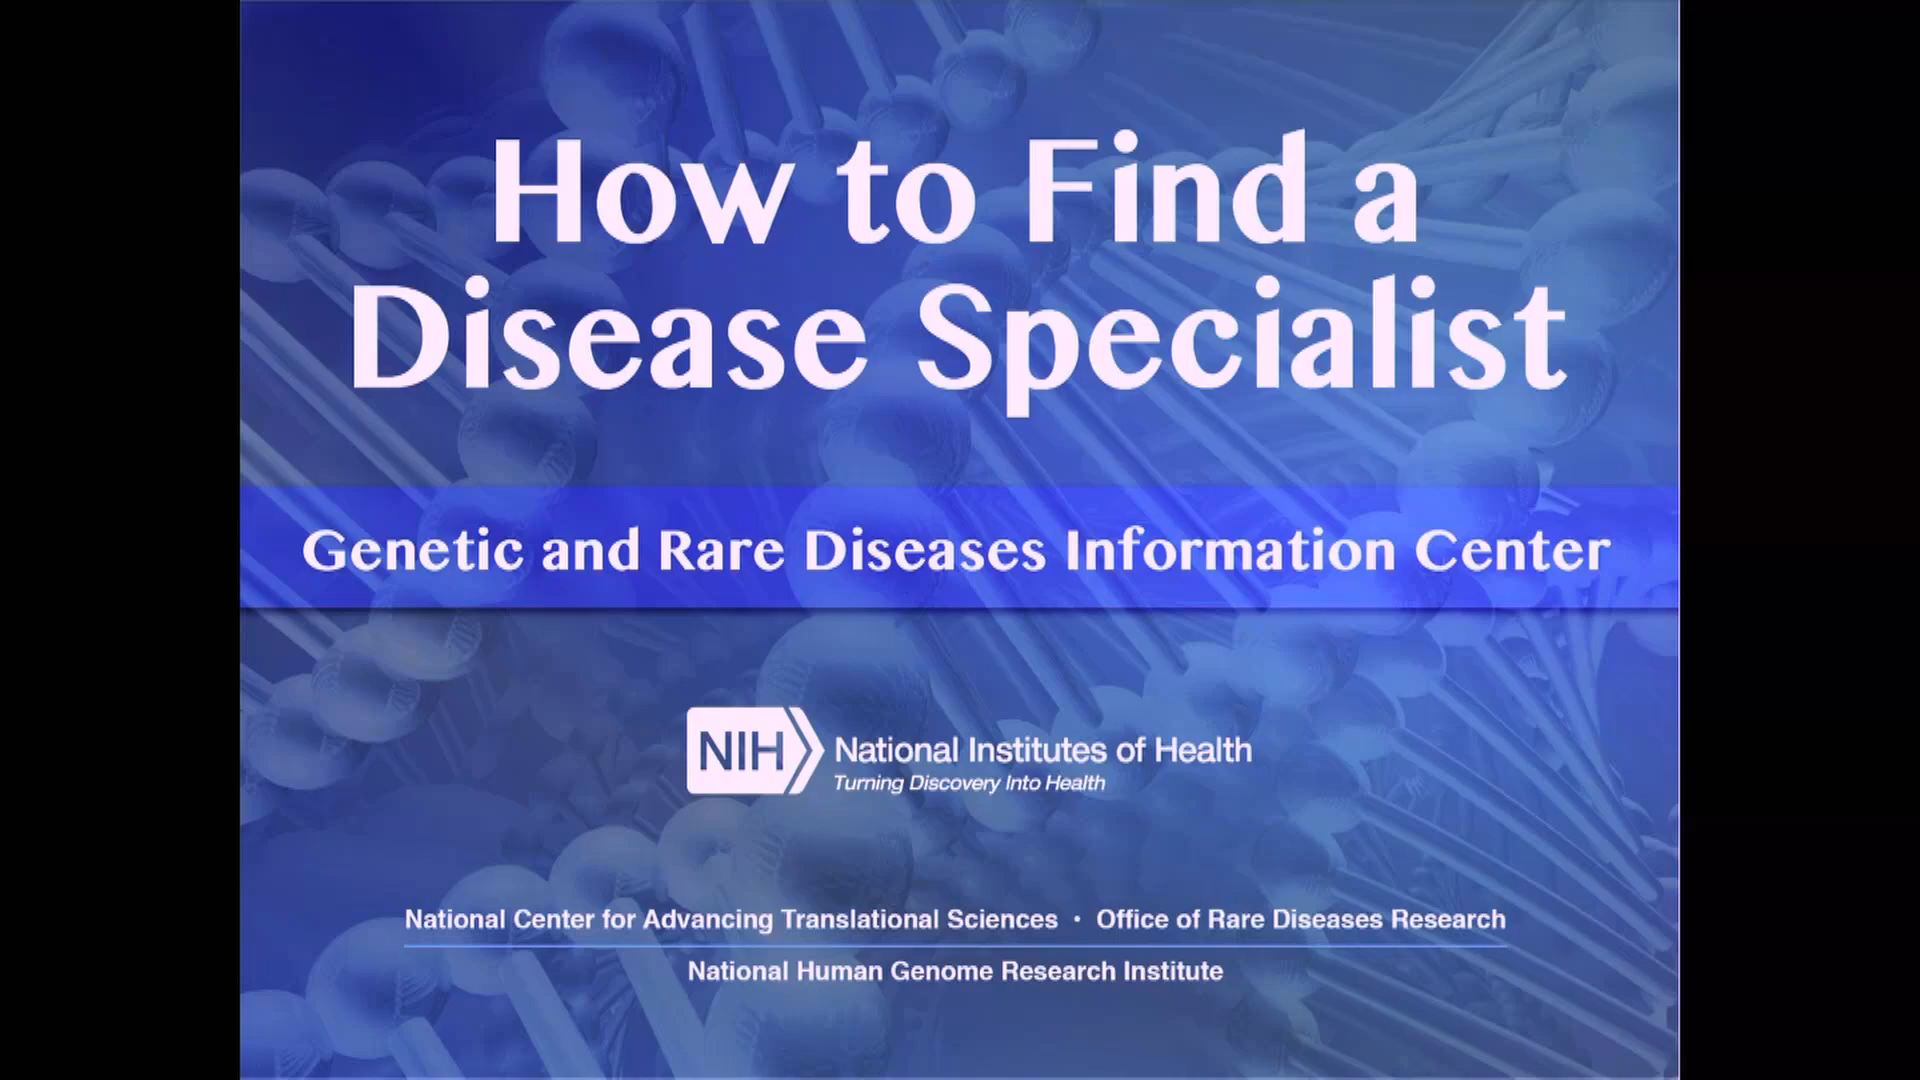 How to Find a
Disease Specialist
Genetic and Rare Diseases Information Center
NIH National Institutes of Health
Turning Discovery Into Health
National Center for Advancing Translational Sciences • Office of Rare Diseases Research
National Human Genome Research Institute